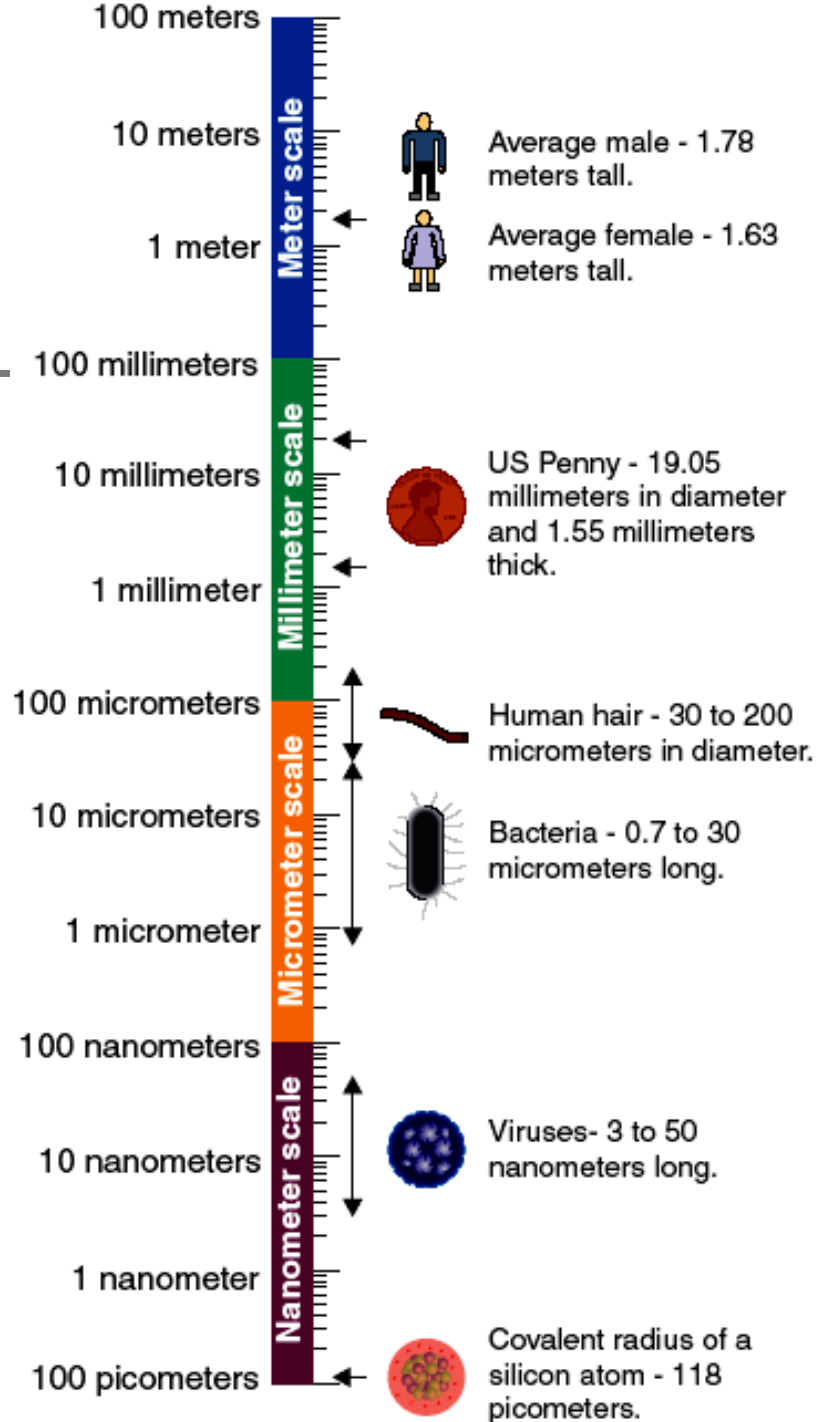 100 meters
10 meters
1 meter
100 millimeters
10 millimeters
1 millimeter
100 micrometers
10 micrometers
1 micrometer
100 nanometers
10 nanometers
1 nanometer
100 picometers
Meter scale
Millimeter scale
Micrometer scale
Nanometer scale
Average male - 1.78
meters tall.
Average female - 1.63
meters tall.
US Penny - 19.05
millimeters in diameter
and 1.55 millimeters
thick.
Human hair - 30 to 200
micrometers in diameter.
Bacteria - 0.7 to 30
micrometers long.
Viruses- 3 to 50
nanometers long.
Covalent radius of a
silicon atom - 118
picometers.